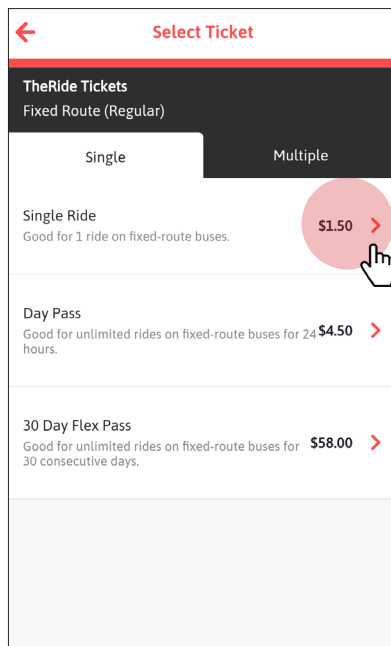 Select Ticket
TheRide Tickets
Fixed Route (Regular)
Single
Multiple
Single Ride
Good for 1 ride on fixed-route buses.
$1.50
Day Pass
Good for unlimited rides on fixed-route buses for 24
hours.
$4.50
30 Day Flex Pass
Good for unlimited rides on fixed-route buses for
30 consecutive days.
$58.00